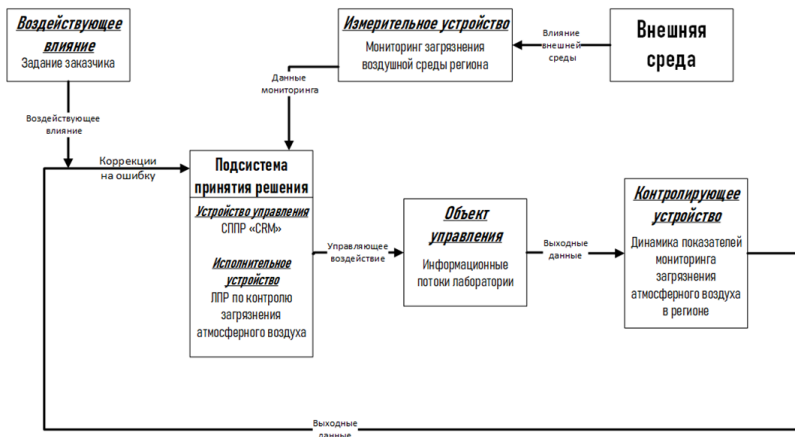 Воздействующее
влияние
Задание заказчика
Измерительное устройство
Мониторинг загрязнения
воздушной среды региона
Влияние
внешней
среды
Внешняя
среда
Данные
мониторинга
Воздействующее
влияние
Коррекции
на ошибку
Подсистема
принятия решения
Устройство управления
СППР «CRM»
Исполнительное
устройство
ЛПР по контролю
загрязнения
атмосферного воздуха
Управляющее
воздействие
Объект
управления
Информационные
потоки лаборатории
Выходные
данные
Контролирующее
устройство
Динамика показателей
мониторинга
загрязнения
атмосферного воздуха
в регионе
Выходные
данные